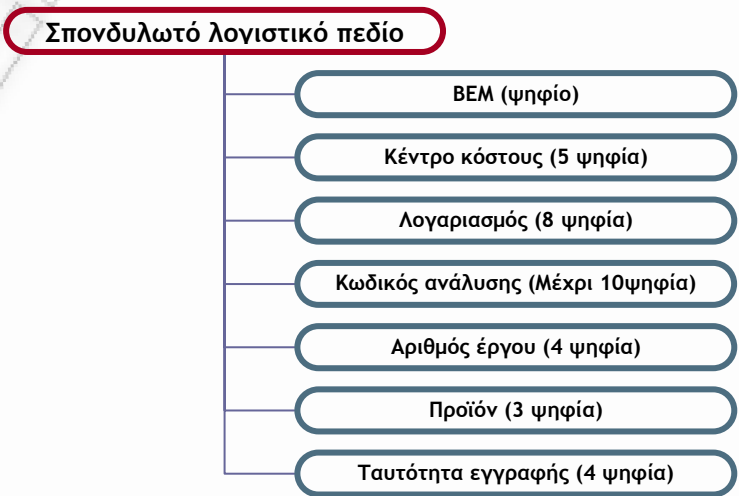 Σπονδυλωτό λογιστικό πεδίο
ΒΕΜ (ψηφίο)
Κέντρο κόστους (5 ψηφία)
Λογαριασμός (8 ψηφία)
Κωδικός ανάλυσης (Μέχρι 10ψηφία)
Αριθμός έργου (4 ψηφία)
Προϊόν (3 ψηφία)
Ταυτότητα εγγραφής (4 ψηφία)